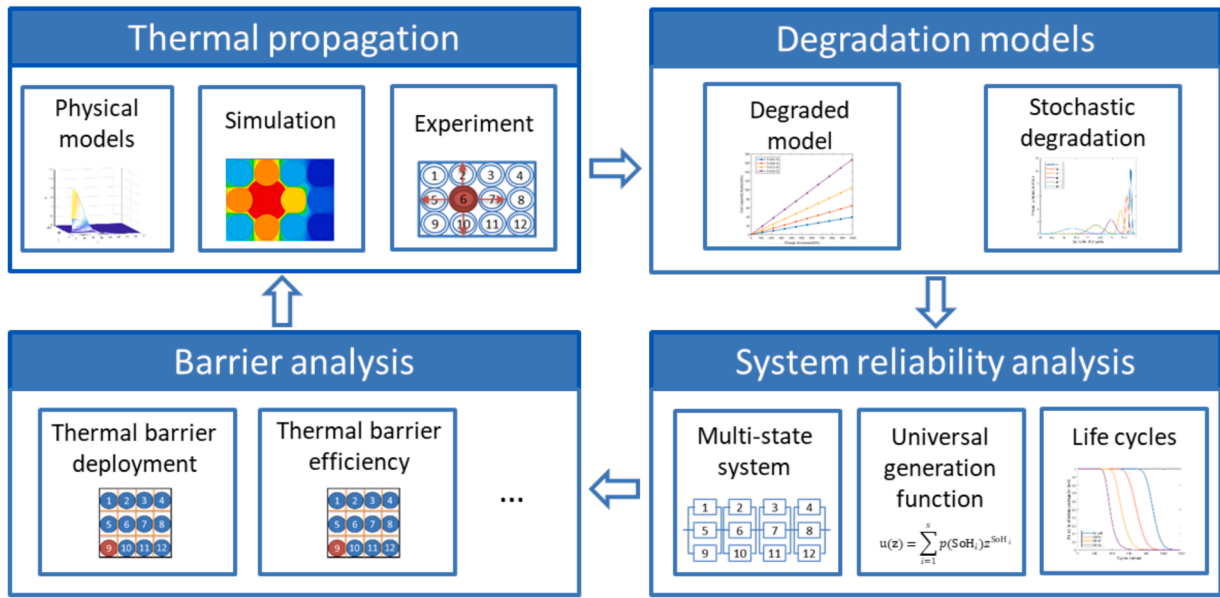 Thermal propagation
Physical
models
Simulation
Experiment
1 2 3 4
5 6 7 8
9 10 11 12
Degradation models
Degraded
model
Stochastic
degradation
Barrier analysis
Thermal barrier
deployment
1 2 3 4
5 6 7 8
9 10 11 12
Thermal barrier
efficiency
1 2 3 4
5 6 7 8
9 10 11 12
...
System reliability analysis
Multi-state
system
1 2 3 4
5 6 7 8
9 10 11 12
Universal
generation
function
u(z) = ∑_{i=1}^{s} p(SoH_i)z^{SoH_i}
Life cycles